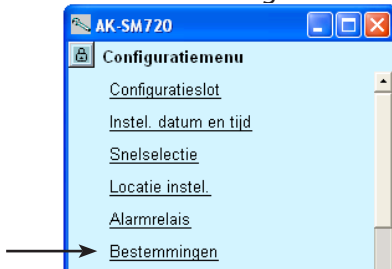 AK-SM720
Configuratiemenu
Configuratieslot
Instel. datum en tijd
Snelselectie
Locatie instel.
Alarmrelais
Bestemmingen